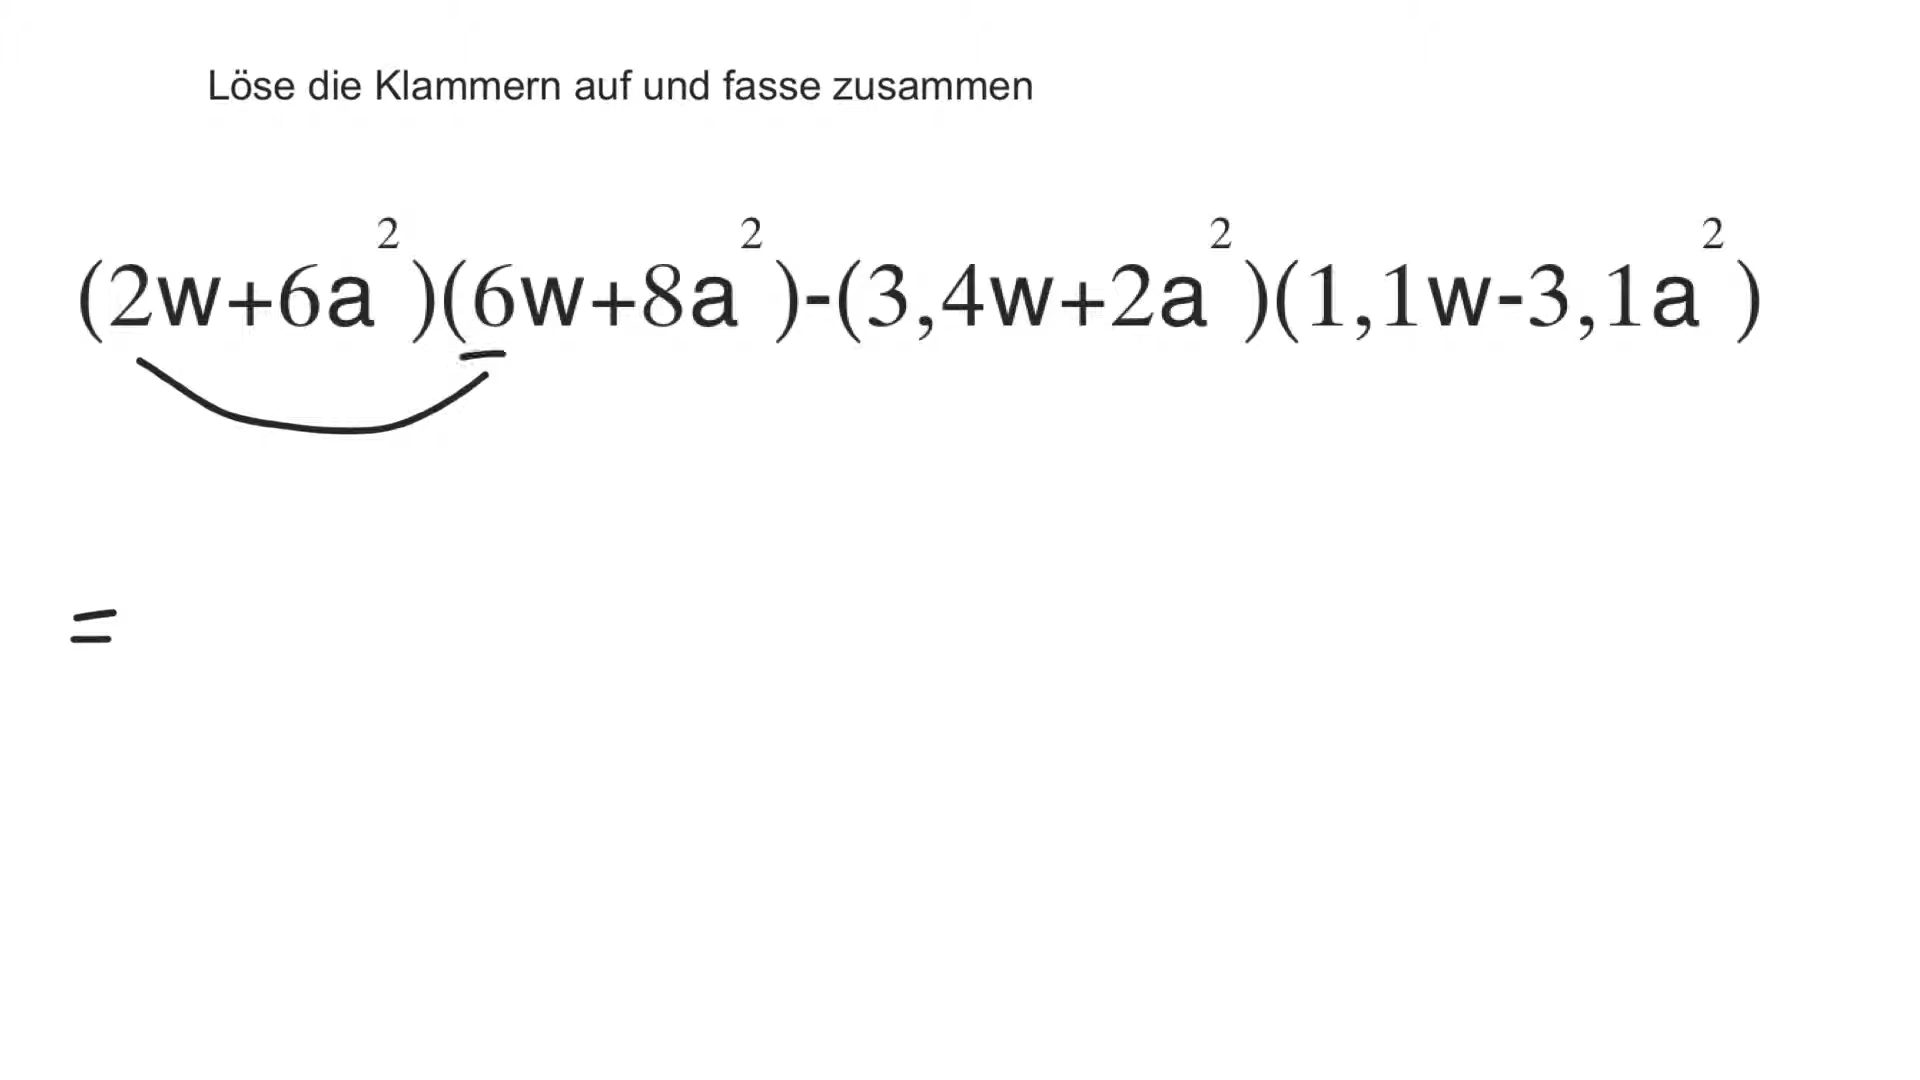 Löse die Klammern auf und fasse zusammen
(2w+6a²)(6w+8a²)-(3,4w+2a²)(1,1w-3,1a²)
=